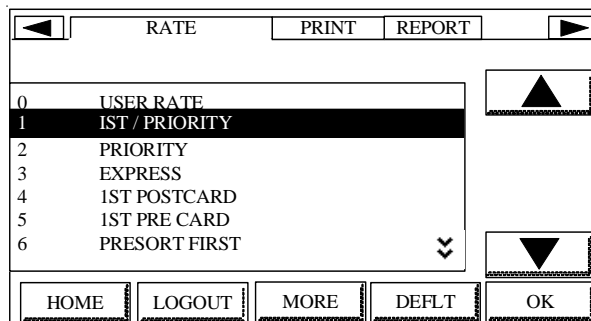 RATE PRINT REPORT
0 USER RATE
1 IST / PRIORITY
2 PRIORITY
3 EXPRESS
4 1ST POSTCARD
5 1ST PRE CARD
6 PRESORT FIRST
HOME LOGOUT MORE DEFLT OK